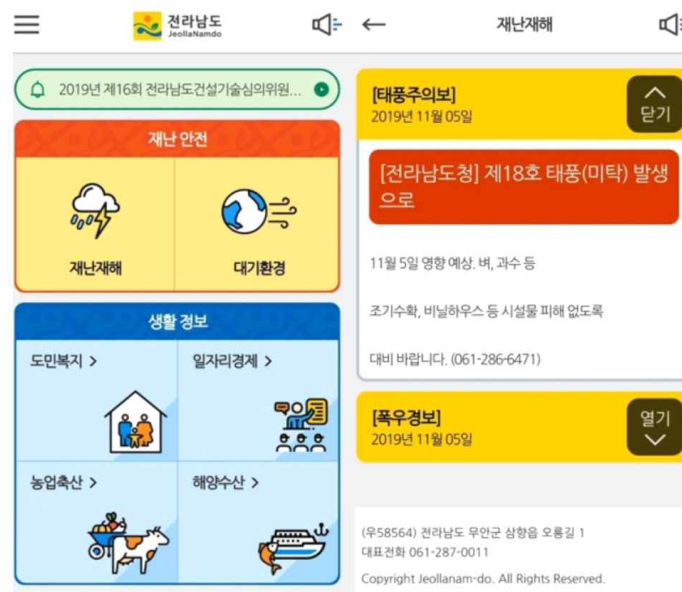 전라남도
JeollaNamdo
2019년 제16회 전라남도건설기술심의위원...
재난 안전
재난재해
대기환경
생활 정보
도민복지 >
일자리경제 >
농업축산 >
해양수산 >
재난재해
[태풍주의보]
2019년 11월 05일
닫기
[전라남도청] 제18호 태풍(미탁) 발생
으로
11월 5일 영향 예상. 벼, 과수 등
조기수확, 비닐하우스 등 시설물 피해 없도록
대비 바랍니다. (061-286-6471)
[폭우경보]
2019년 11월 05일
열기
(우58564) 전라남도 무안군 삼향읍 오룡길 1
대표전화 061-287-0011
Copyright Jeollanam-do. All Rights Reserved.